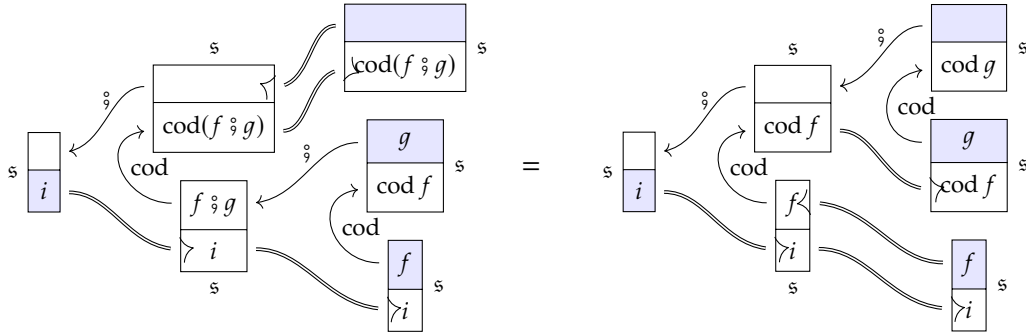 𝔰 𝔰
cod(f ⨟ g) 𝔰 cod g 𝔰
⨟ ⨟
⨟ cod(f ⨟ g) ⨟ cod f cod
g g
𝔰 cod ⨟ 𝔰 = 𝔰 cod 𝔰
i cod f i cod f
f ⨟ g f
cod
i f i f
𝔰 𝔰 𝔰 𝔰
i i